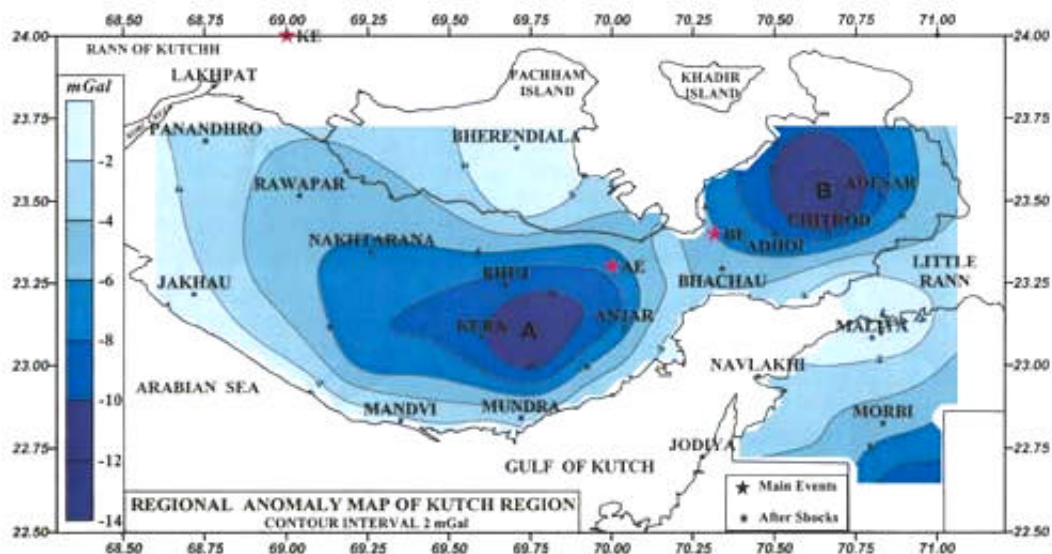 68.50 68.75 69.00 69.25 69.50 69.75 70.00 70.25 70.50 70.75 71.00
24.00 KE 24.00
RANN OF KUTCHH
LAKHPAT
PACHHAM
ISLAND
KHADIR
ISLAND
mGal
23.75 23.75
PANANDHRO
BHERENDIALA
-2
RAWAPAR
B
ADESAR
23.50 23.50
-4
CHITROD
NAKHTARANA
BE
ADHOI
-6
BHUJ
AE
BHACHAU
LITTLE
RANN
23.25 23.25
JAKHAU
-8
KERA
A
ANJAR
MALIYA
23.00 23.00
NAVLAKHI
ARABIAN SEA
-10
MANDVI
MUNDRA
MORBI
22.75 22.75
-12
JODIYA
GULF OF KUTCH
REGIONAL ANOMALY MAP OF KUTCH REGION
CONTOUR INTERVAL 2 mGal
Main Events
After Shocks
-14
22.50 22.50
68.50 68.75 69.00 69.25 69.50 69.75 70.00 70.25 70.50 70.75 71.00